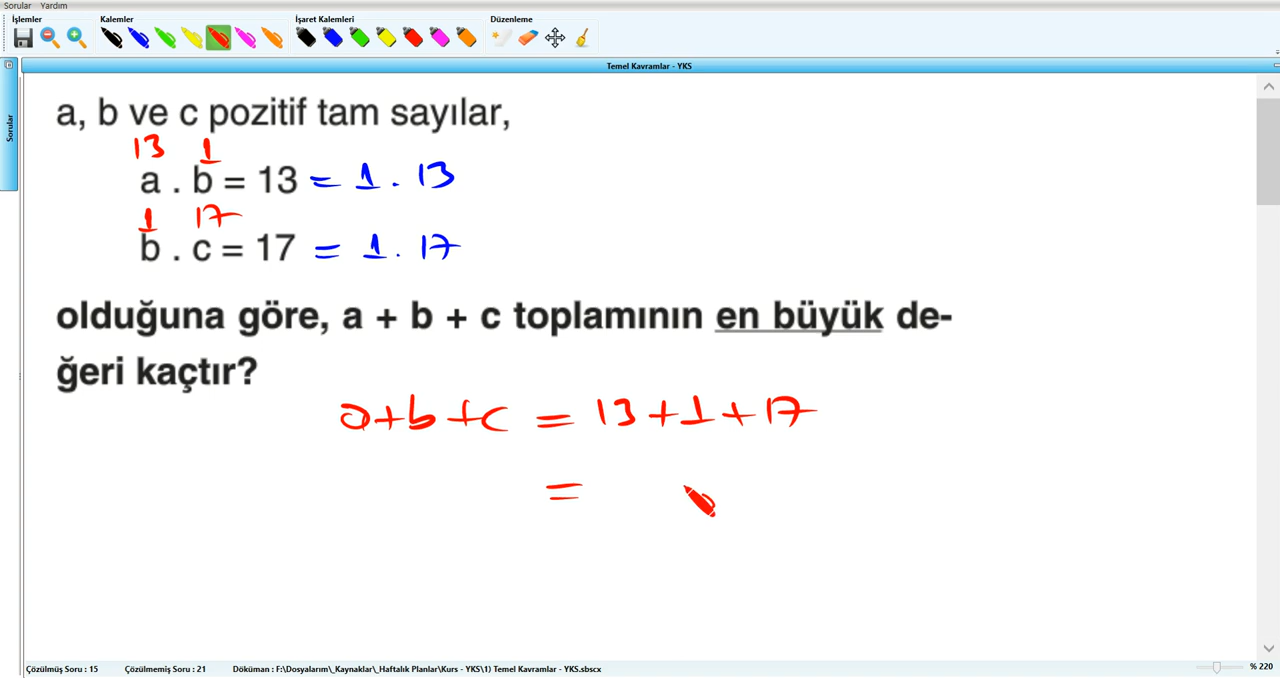 Sorular Yardım
İşlemler Kalemler İşaret Kalemleri Düzenleme
Temel Kavramlar - YKS
Sorular
a, b ve c pozitif tam sayılar,
13 1
a . b = 13 = 1 . 13
1 17
b . c = 17 = 1 . 17
olduğuna göre, a + b + c toplamının en büyük de-
ğeri kaçtır?
a+b+c = 13+1+17
=
Çözülmüş Soru : 15 Çözülmemiş Soru : 21 Döküman : F:\Dosyalarım\_Kaynaklar\_Haftalık Planlar\Kurs - YKS\1) Temel Kavramlar - YKS.sbscx % 220